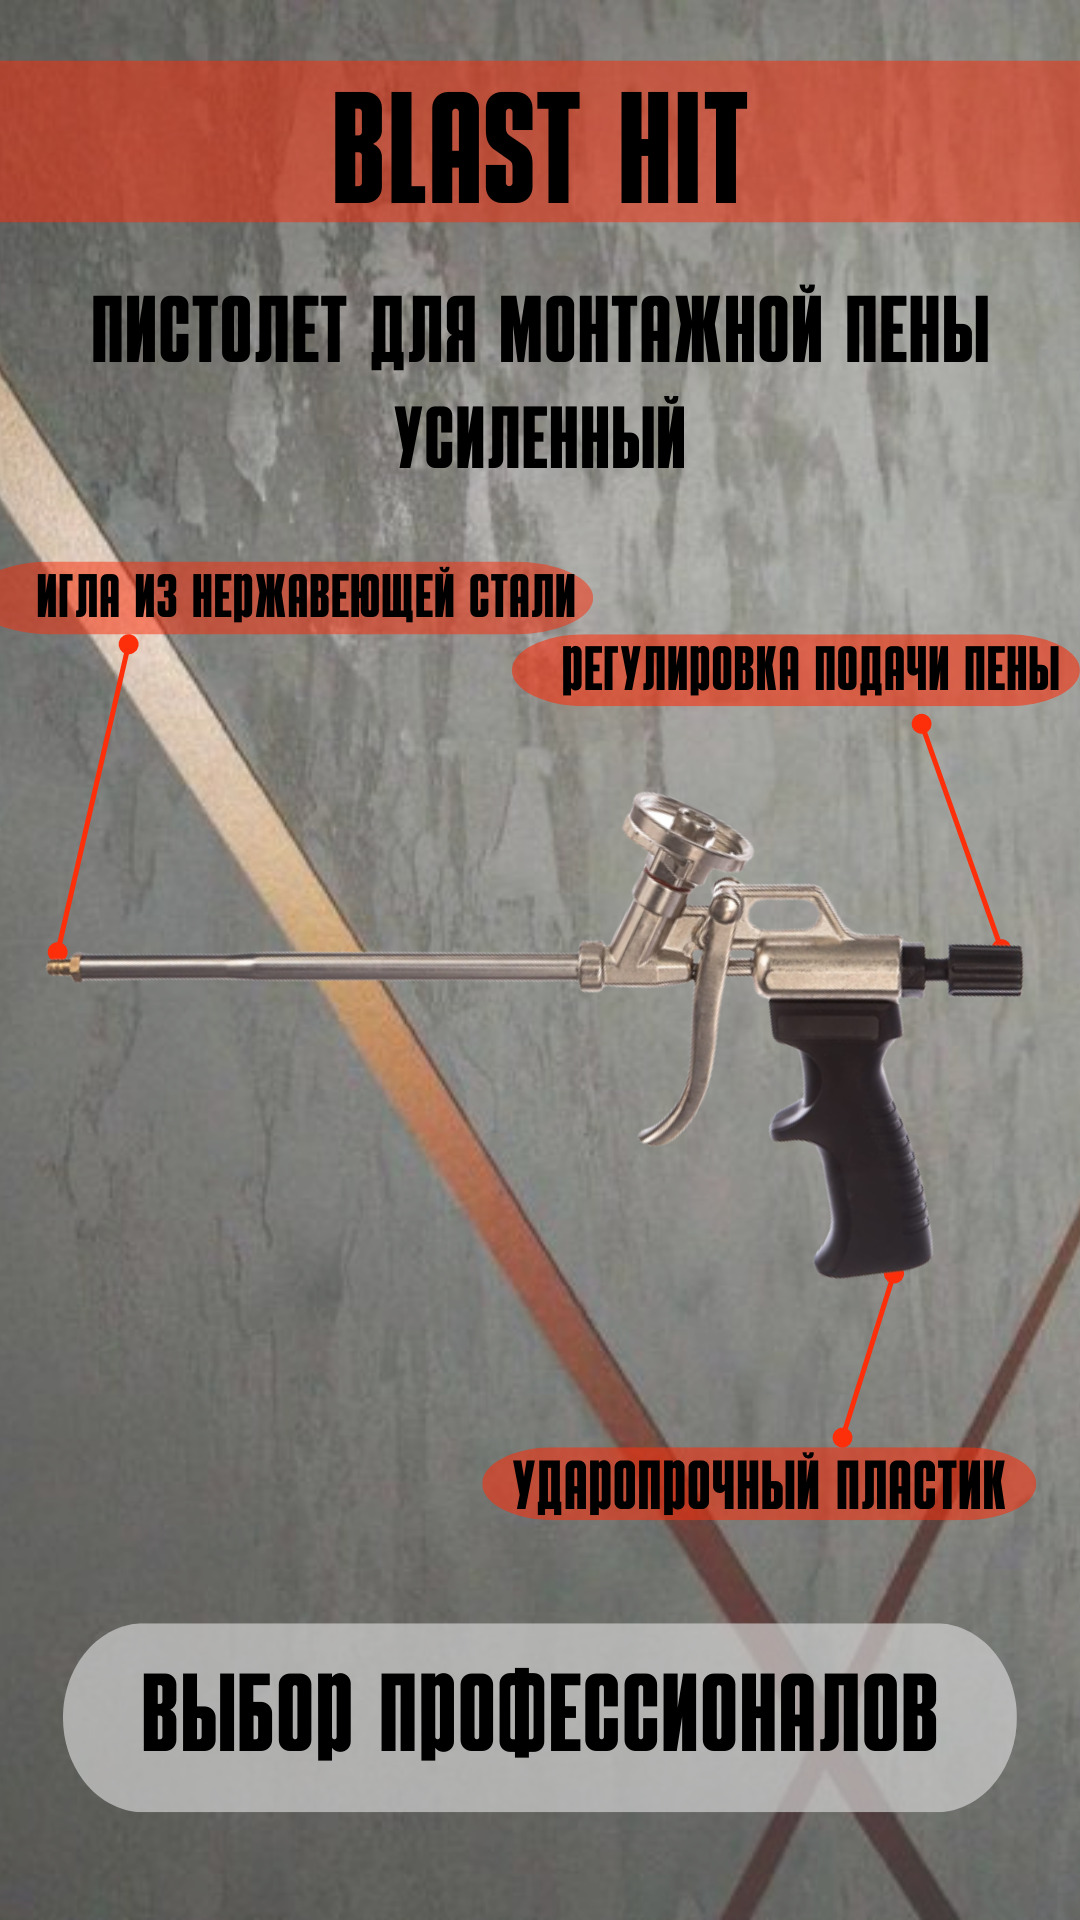 BLAST HIT
ПИСТОЛЕТ ДЛЯ МОНТАЖНОЙ ПЕНЫ
УСИЛЕННЫЙ
ИГЛА ИЗ НЕРЖАВЕЮЩЕЙ СТАЛИ
РЕГУЛИРОВКА ПОДАЧИ ПЕНЫ
УДАРОПРОЧНЫЙ ПЛАСТИК
ВЫБОР ПРОФЕССИОНАЛОВ